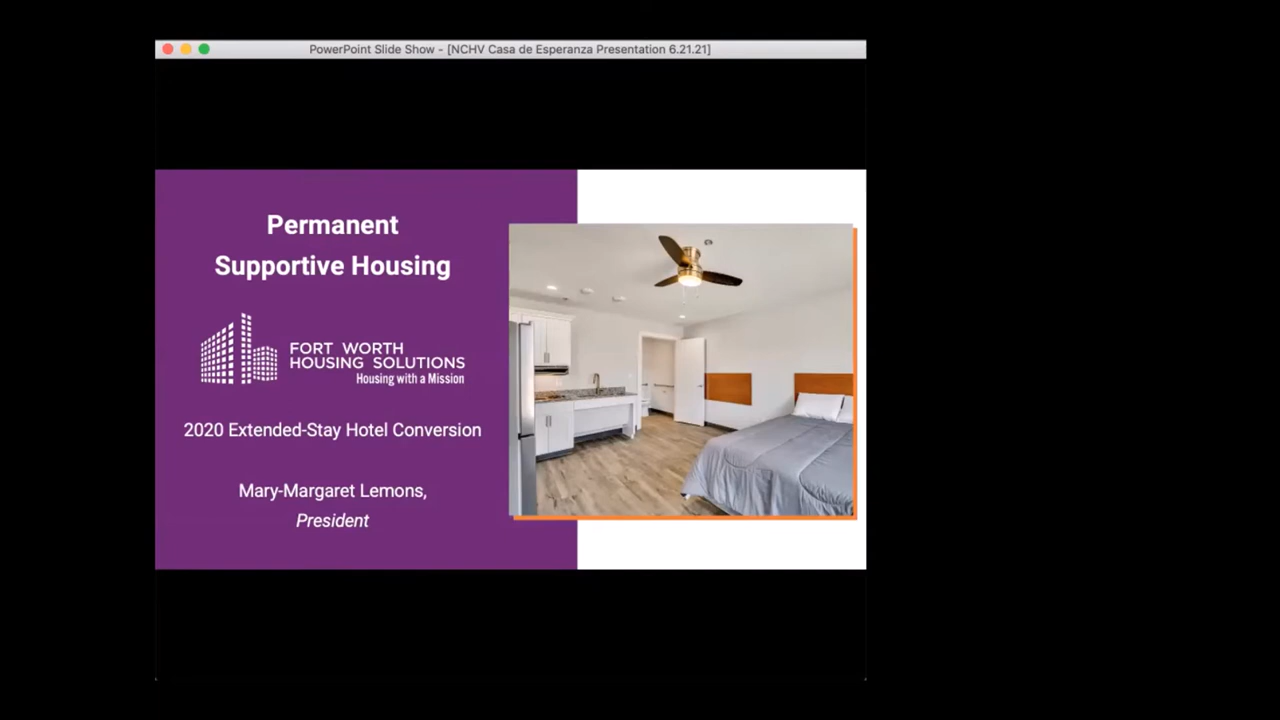 PowerPoint Slide Show - [NCHV Casa de Esperanza Presentation 6.21.21]
Permanent
Supportive Housing
FORT WORTH
HOUSING SOLUTIONS
Housing with a Mission
2020 Extended-Stay Hotel Conversion
Mary-Margaret Lemons,
President